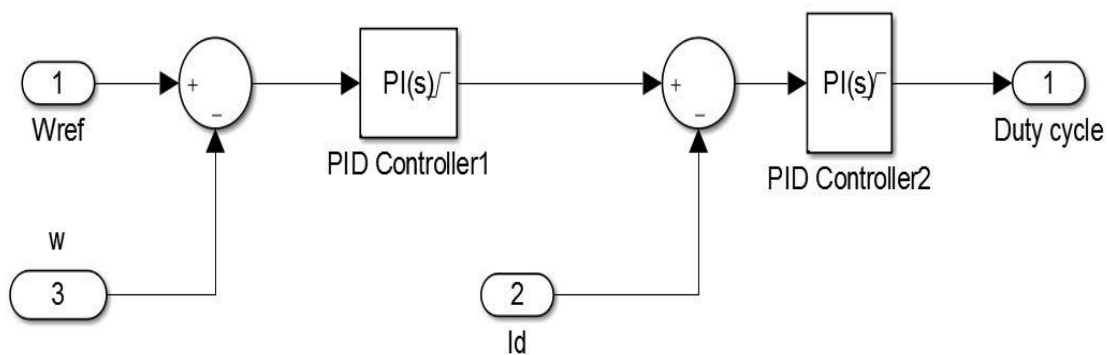 1
Wref
+
−
PI(s)
PID Controller1
+
−
PI(s)
PID Controller2
1
Duty cycle
w
3
2
Id